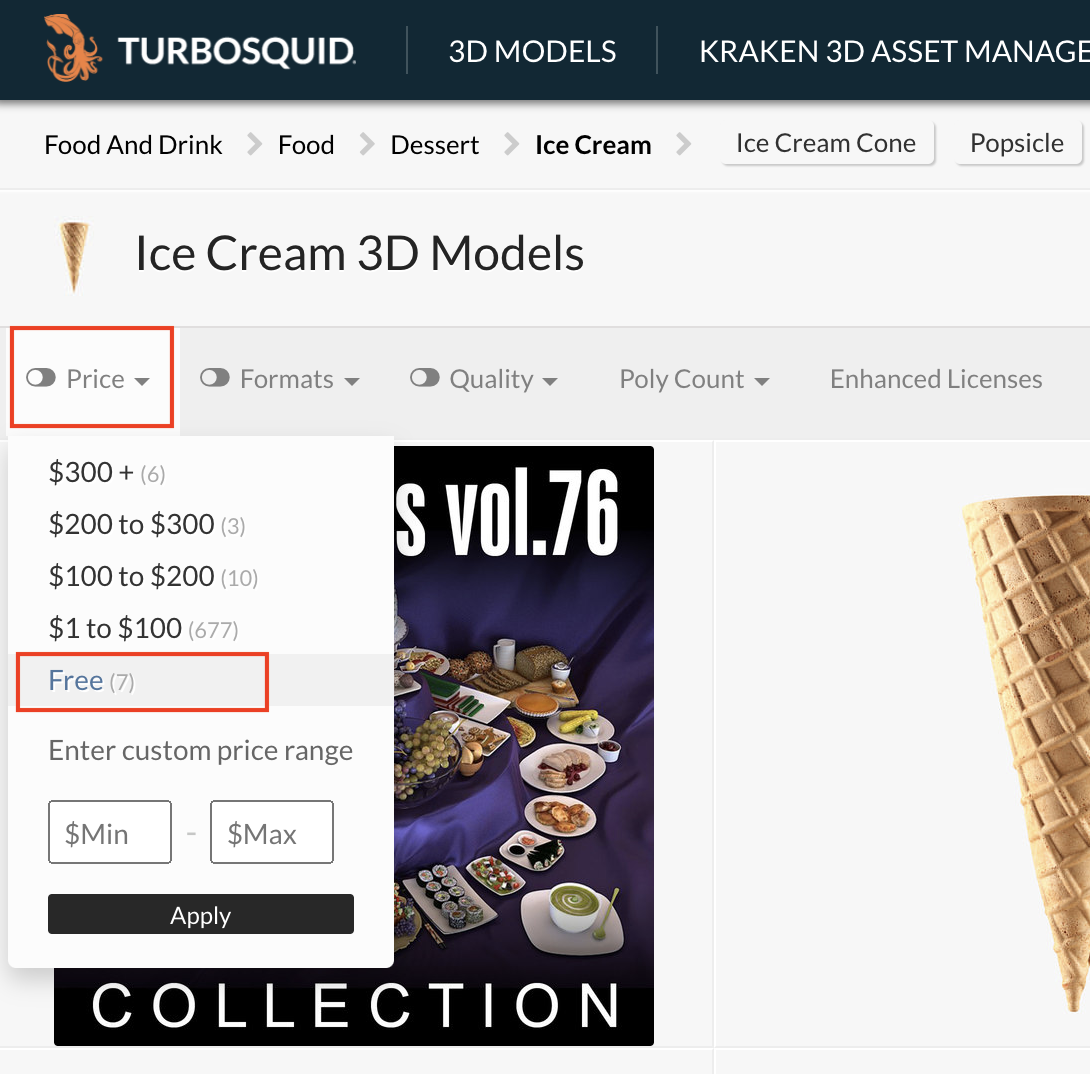 TURBOSQUID.
3D MODELS
KRAKEN 3D ASSET MANAGE
Food And Drink
Food
Dessert
Ice Cream
Ice Cream Cone
Popsicle
Ice Cream 3D Models
Price
Formats
Quality
Poly Count
Enhanced Licenses
$300 + (6)
$200 to $300 (3)
$100 to $200 (10)
$1 to $100 (677)
Free (7)
Enter custom price range
$Min - $Max
Apply
s vol.76
COLLECTION